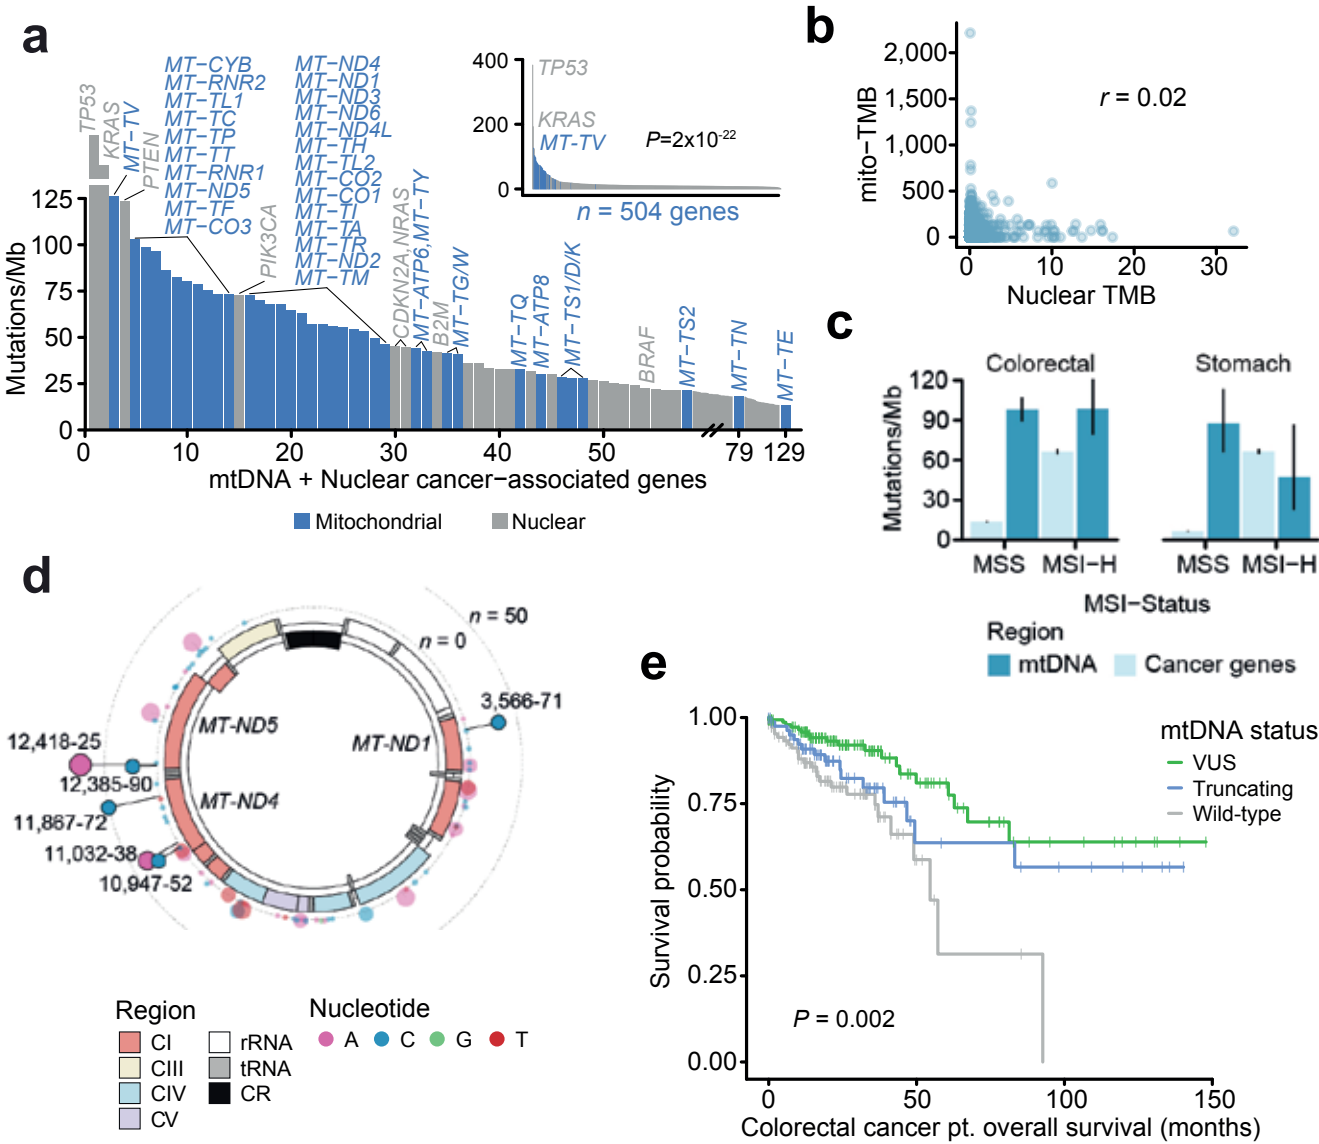 a
TP53
KRAS
MT−TV
PTEN
MT−CYB
MT−RNR2
MT−TL1
MT−TC
MT−TP
MT−TT
MT−RNR1
MT−ND5
MT−TF
MT−CO3
PIK3CA
MT−ND4
MT−ND1
MT−ND3
MT−ND6
MT−ND4L
MT−TH
MT−TL2
MT−CO2
MT−CO1
MT−TI
MT−TA
MT−TR
MT−ND2
MT−TM
CDKN2A,NRAS
MT−ATP6,MT−TY
B2M
MT−TG/W
MT−TQ
MT−ATP8
MT−TS1/D/K
BRAF
MT−TS2
MT−TN
MT−TE
Mutations/Mb
125
100
75
50
25
0
0 10 20 30 40 50 79 129
mtDNA + Nuclear cancer−associated genes
Mitochondrial Nuclear
400
200
0
TP53
KRAS
MT−TV
P=2x10-22
n = 504 genes
b
mito−TMB
2,000
1,500
1,000
500
0
r = 0.02
0 10 20 30
Nuclear TMB
c
Colorectal Stomach
Mutations/Mb
120
90
60
30
0
MSS MSI−H MSS MSI−H
MSI−Status
Region
mtDNA Cancer genes
d
n = 50
n = 0
3,566-71
MT-ND5
MT-ND1
12,418-25
12,385-90
MT-ND4
11,867-72
11,032-38
10,947-52
Region
CI
CIII
CIV
CV
rRNA
tRNA
CR
Nucleotide
A C G T
e
Survival probability
1.00
0.75
0.50
0.25
0.00
mtDNA status
VUS
Truncating
Wild−type
P = 0.002
0 50 100 150
Colorectal cancer pt. overall survival (months)